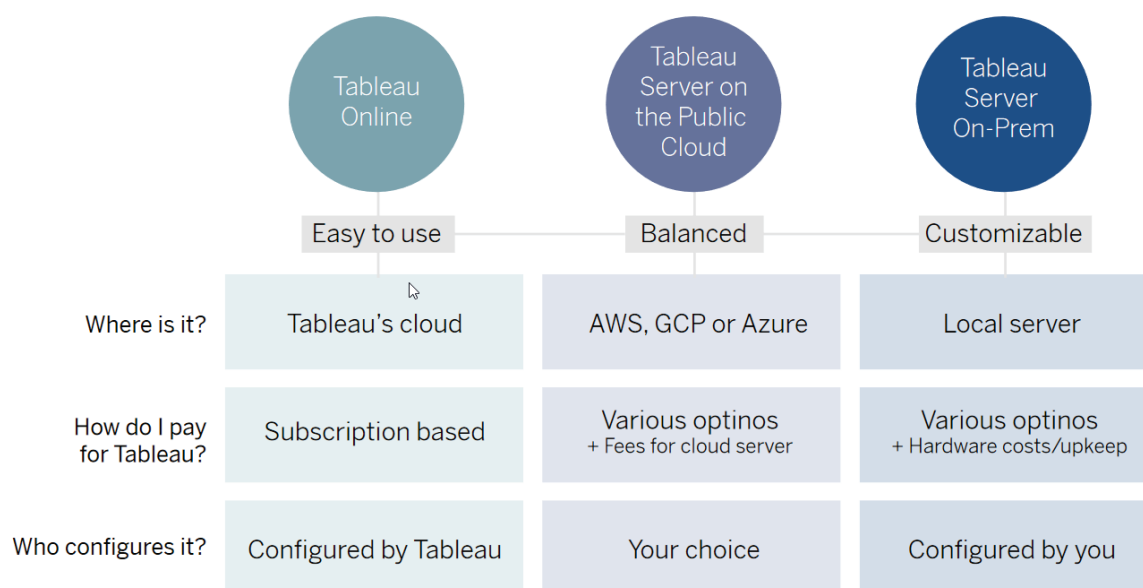 Tableau
Online
Tableau
Server on
the Public
Cloud
Tableau
Server
On-Prem
Easy to use
Balanced
Customizable
Where is it?
Tableau's cloud
AWS, GCP or Azure
Local server
How do I pay
for Tableau?
Subscription based
Various optinos
+ Fees for cloud server
Various optinos
+ Hardware costs/upkeep
Who configures it?
Configured by Tableau
Your choice
Configured by you